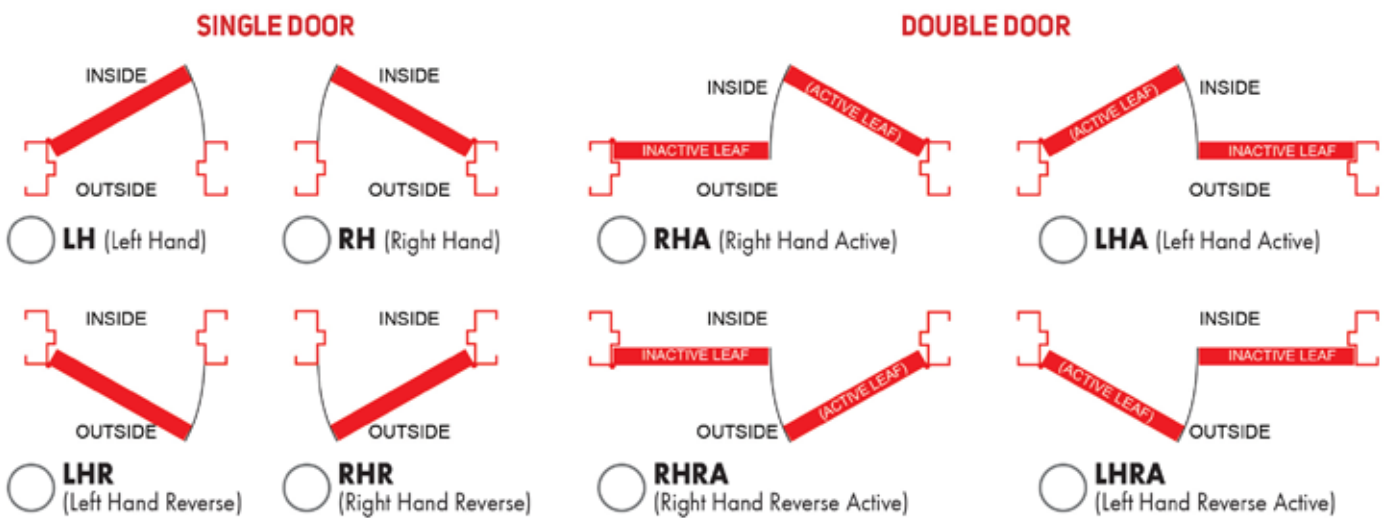 SINGLE DOOR
DOUBLE DOOR
INSIDE
OUTSIDE
LH (Left Hand)
INSIDE
OUTSIDE
RH (Right Hand)
INSIDE
(ACTIVE LEAF)
INACTIVE LEAF
OUTSIDE
RHA (Right Hand Active)
INSIDE
(ACTIVE LEAF)
INACTIVE LEAF
OUTSIDE
LHA (Left Hand Active)
INSIDE
OUTSIDE
LHR
(Left Hand Reverse)
INSIDE
OUTSIDE
RHR
(Right Hand Reverse)
INSIDE
INACTIVE LEAF
(ACTIVE LEAF)
OUTSIDE
RHRA
(Right Hand Reverse Active)
INSIDE
INACTIVE LEAF
(ACTIVE LEAF)
OUTSIDE
LHRA
(Left Hand Reverse Active)